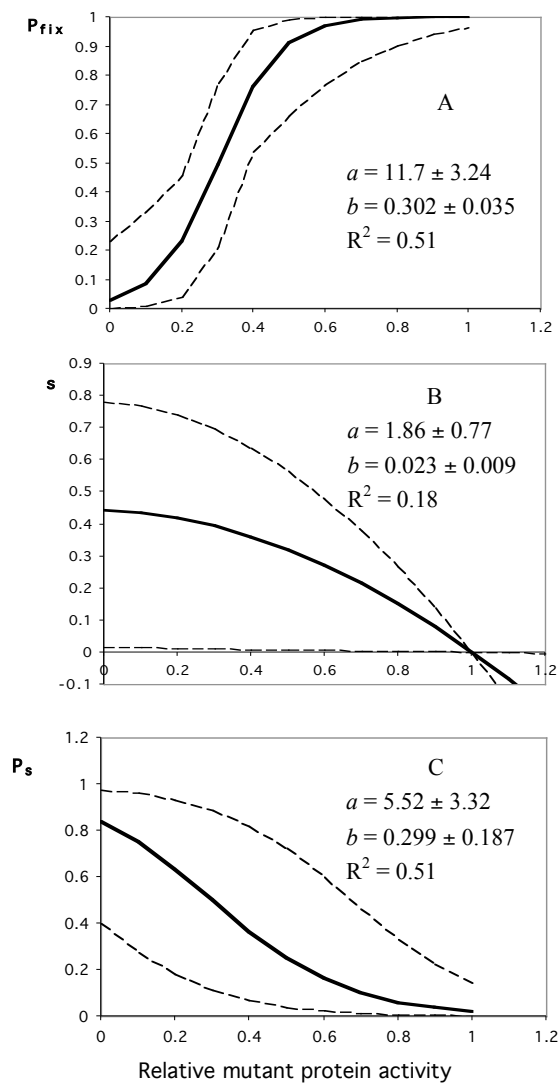 P fix
1
0.9
0.8
0.7
0.6
0.5
0.4
0.3
0.2
0.1
0
0 0.2 0.4 0.6 0.8 1 1.2
A
a = 11.7 ± 3.24
b = 0.302 ± 0.035
R² = 0.51
s
0.9
0.8
0.7
0.6
0.5
0.4
0.3
0.2
0.1
0
-0.1
0 0.2 0.4 0.6 0.8 1 1.2
B
a = 1.86 ± 0.77
b = 0.023 ± 0.009
R² = 0.18
Ps
1.2
1
0.8
0.6
0.4
0.2
0
0 0.2 0.4 0.6 0.8 1 1.2
C
a = 5.52 ± 3.32
b = 0.299 ± 0.187
R² = 0.51
Relative mutant protein activity